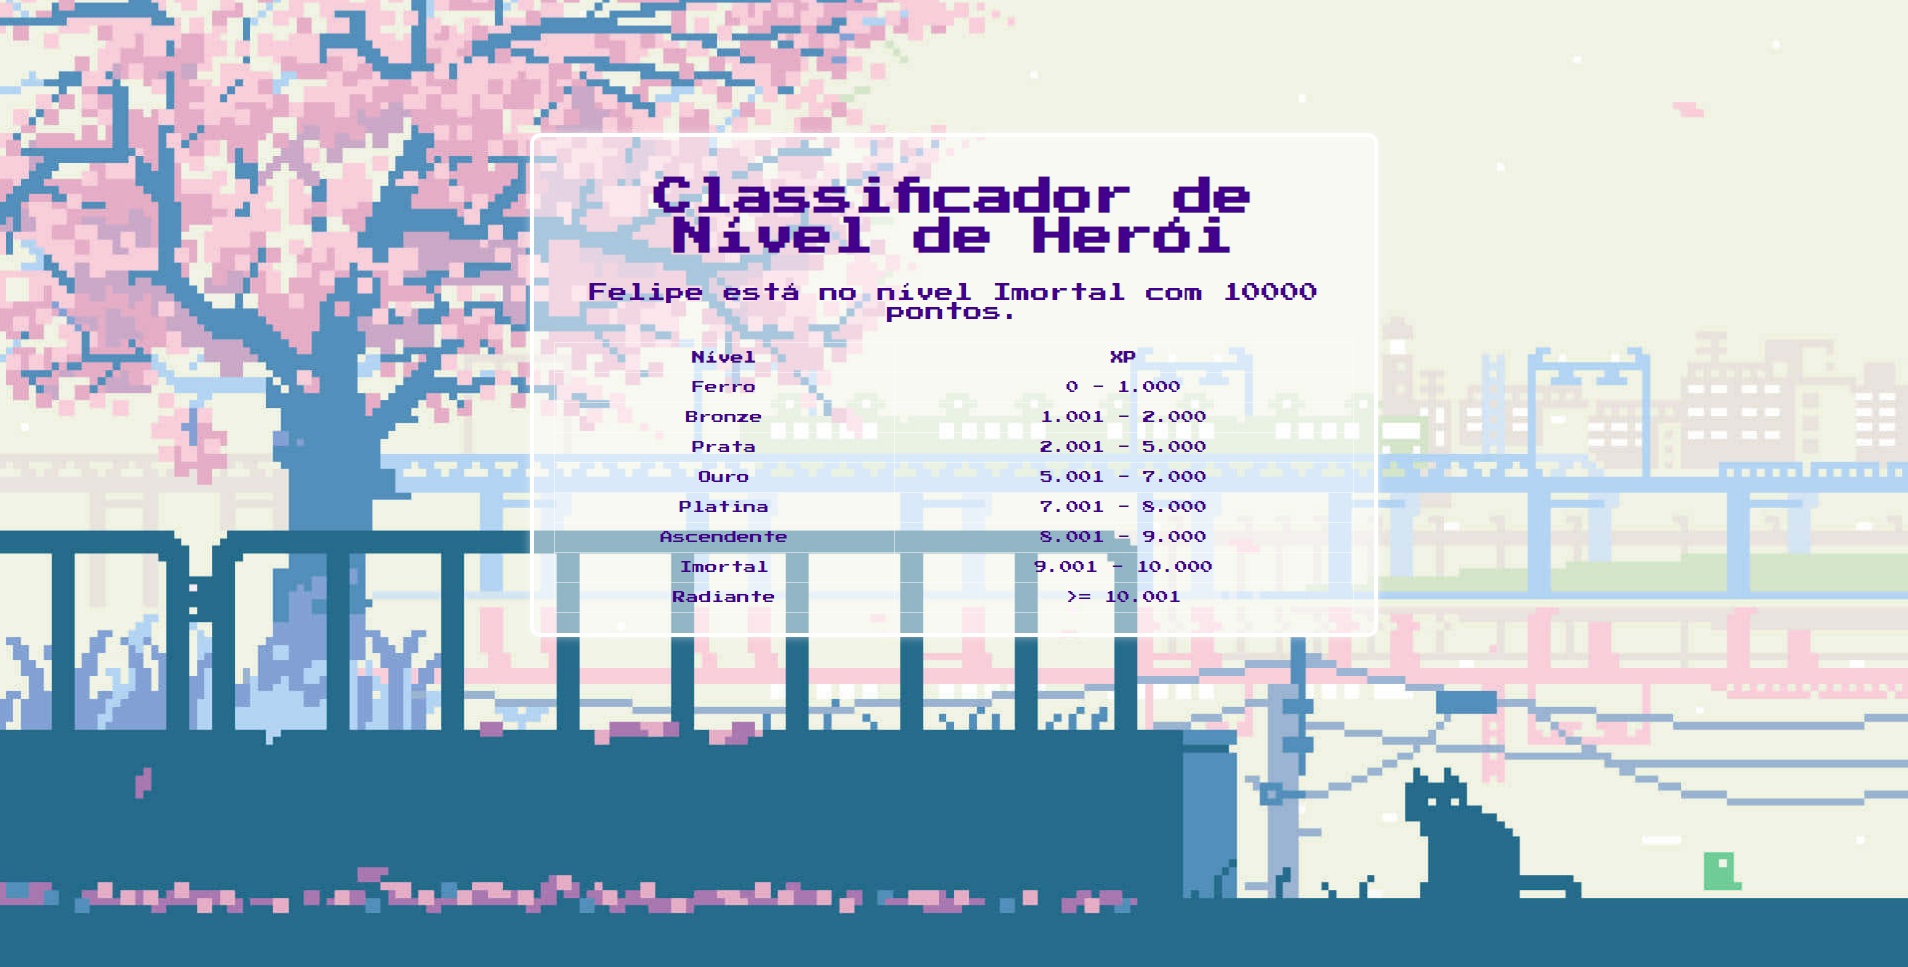 Classificador de
Nível de Herói
Felipe está no nível Imortal com 10000
pontos.
Nível XP
Ferro 0 - 1.000
Bronze 1.001 - 2.000
Prata 2.001 - 5.000
Ouro 5.001 - 7.000
Platina 7.001 - 8.000
Ascendente 8.001 - 9.000
Imortal 9.001 - 10.000
Radiante >= 10.001